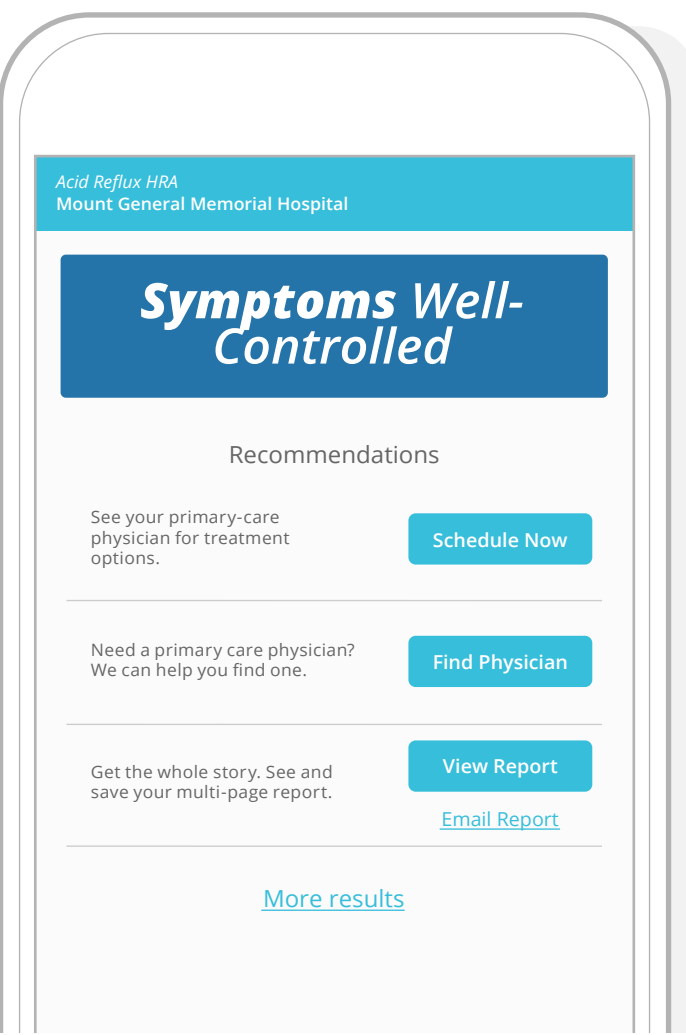 Acid Reflux HRA
Mount General Memorial Hospital
Symptoms Well-
Controlled
Recommendations
See your primary-care
physician for treatment
options.
Schedule Now
Need a primary care physician?
We can help you find one.
Find Physician
Get the whole story. See and
save your multi-page report.
View Report
Email Report
More results